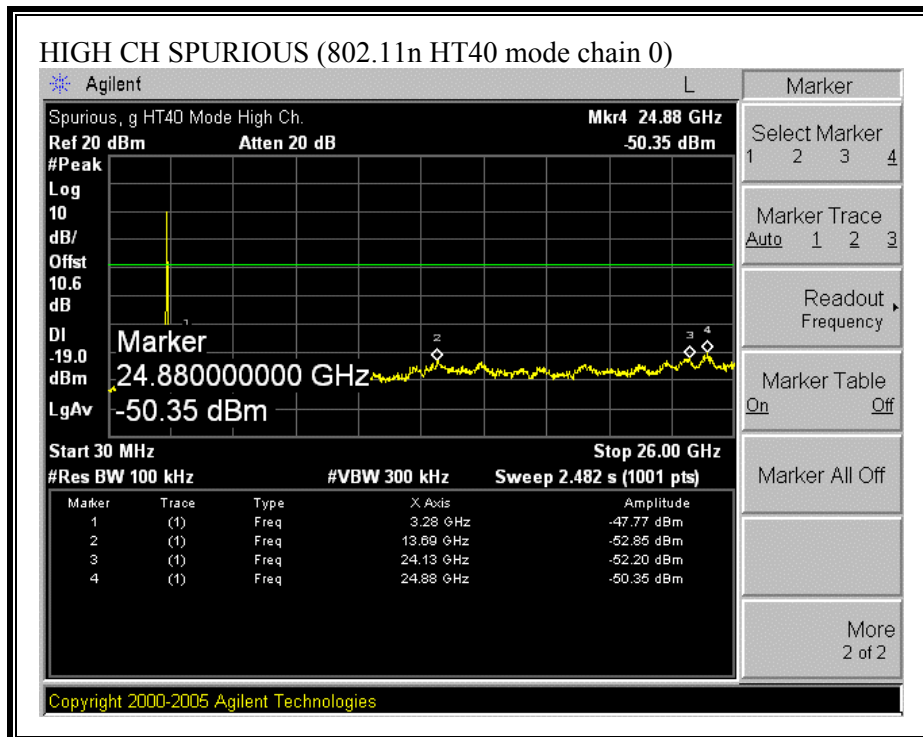 HIGH CH SPURIOUS (802.11n HT40 mode chain 0)
Agilent L
Marker
Spurious, g HT40 Mode High Ch. Mkr4 24.88 GHz
Ref 20 dBm Atten 20 dB -50.35 dBm
#Peak
Log
10
dB/
Offst
10.6
dB
DI
-19.0
dBm
LgAv
1
2
3
4
Marker
24.880000000 GHz
-50.35 dBm
Start 30 MHz Stop 26.00 GHz
#Res BW 100 kHz #VBW 300 kHz Sweep 2.482 s (1001 pts)
Marker Trace Type X Axis Amplitude
1 (1) Freq 3.28 GHz -47.77 dBm
2 (1) Freq 13.69 GHz -52.85 dBm
3 (1) Freq 24.13 GHz -52.20 dBm
4 (1) Freq 24.88 GHz -50.35 dBm
Select Marker
1 2 3 4
Marker Trace
Auto 1 2 3
Readout
Frequency
Marker Table
On Off
Marker All Off
More
2 of 2
Copyright 2000-2005 Agilent Technologies